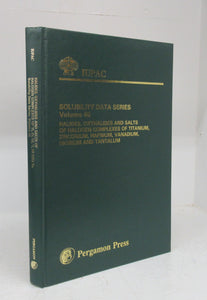 IUPAC
SOLUBILITY DATA SERIES
Volume 40
HALIDES, OXYHALIDES AND SALTS
OF HALOGEN COMPLEXES OF TITANIUM,
ZIRCONIUM, HAFNIUM, VANADIUM,
NIOBIUM AND TANTALUM
Pergamon Press